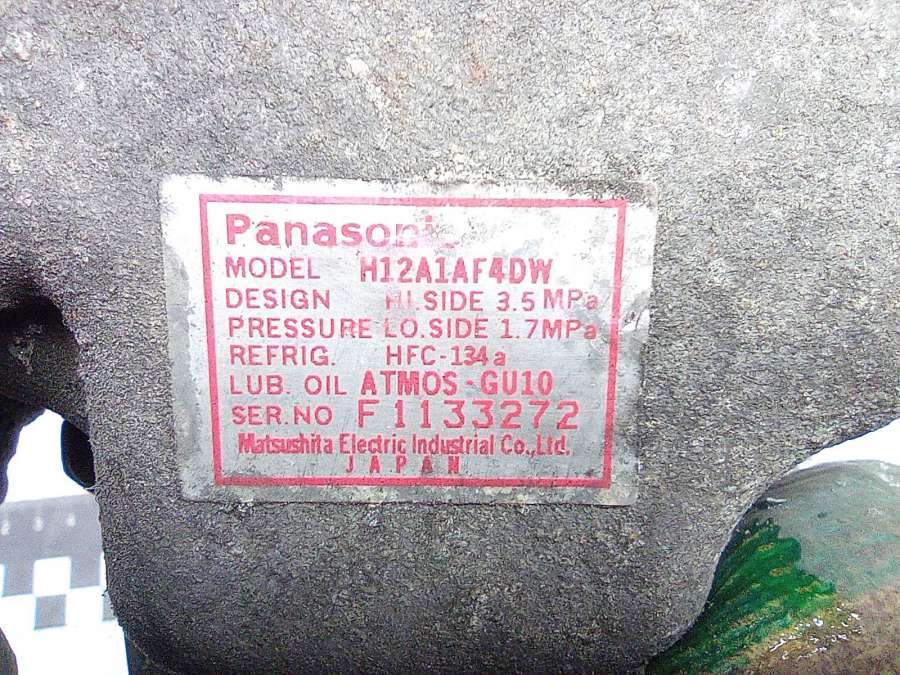 Panasonic
MODEL H12A1AF4DW
DESIGN HI.SIDE 3.5 MPa
PRESSURE LO.SIDE 1.7MPa
REFRIG. HFC-134a
LUB. OIL ATMOS-GU10
SER.NO F1133272
Matsushita Electric Industrial Co.,Ltd.
JAPAN